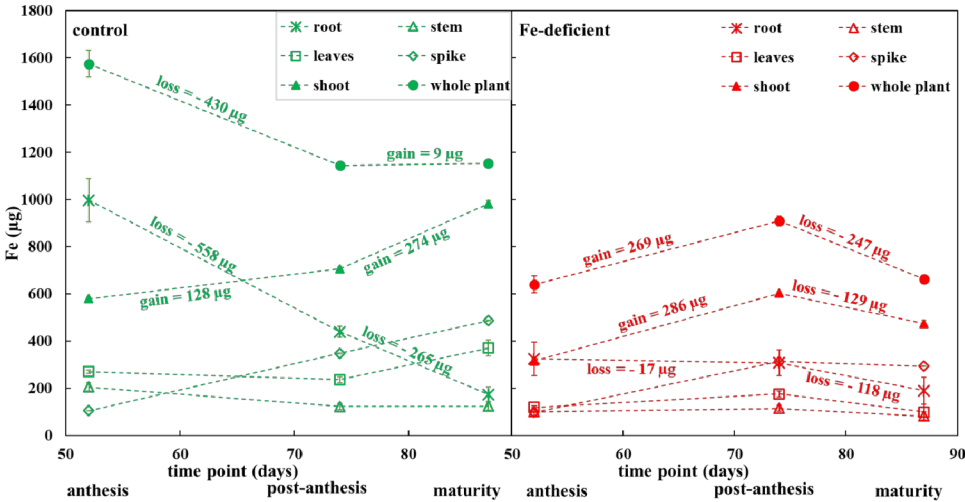 control
root
stem
leaves
spike
shoot
whole plant
Fe-deficient
root
stem
leaves
spike
shoot
whole plant
1800
1600
1400
1200
1000
800
600
400
200
0
Fe (µg)
loss = - 430 µg
gain = 9 µg
loss = - 558 µg
gain = 274 µg
gain = 128 µg
loss = - 265 µg
gain = 269 µg
loss = - 247 µg
gain = 286 µg
loss = - 129 µg
loss = - 17 µg
loss = - 118 µg
50 60 70 80 50 60 70 80 90
time point (days) time point (days)
anthesis post-anthesis maturity anthesis post-anthesis maturity